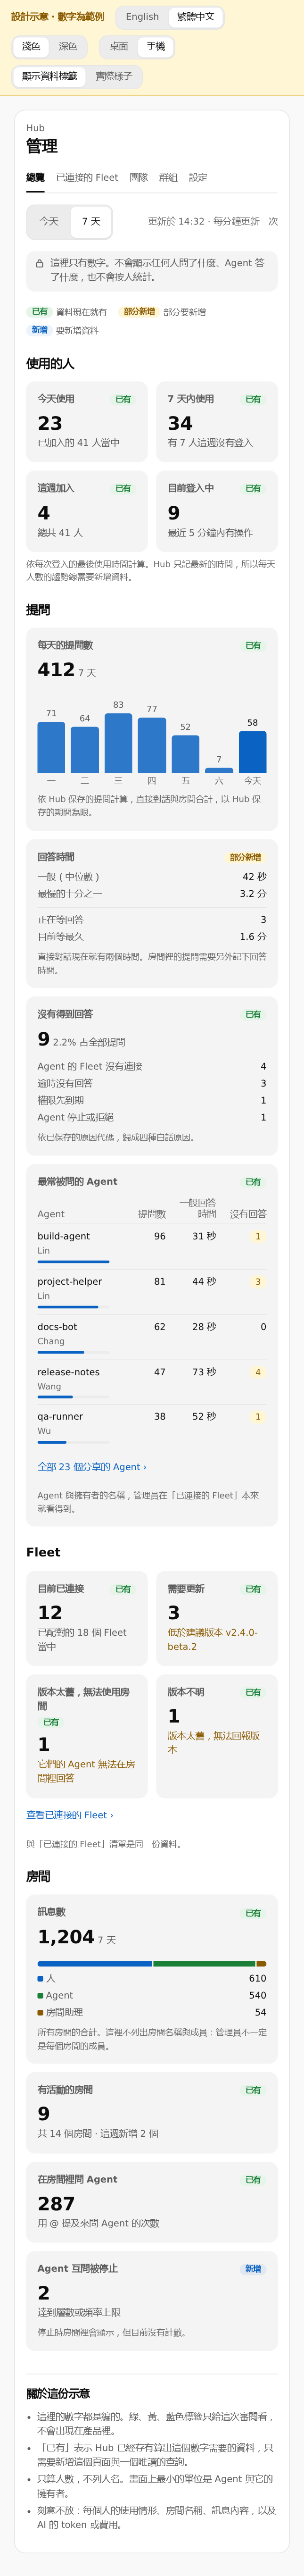 設計示意・數字為範例
English
繁體中文
淺色
深色
桌面
手機
顯示資料標籤
實際樣子
Hub
管理
總覽
已連接的 Fleet
團隊
群組
設定
今天
7 天
更新於 14:32・每分鐘更新一次
這裡只有數字。不會顯示任何人問了什麼、Agent 答了什麼，也不會按人統計。
已有 資料現在就有
部分新增 部分要新增
新增 要新增資料
使用的人
今天使用
已有
23
已加入的 41 人當中
7 天內使用
已有
34
有 7 人這週沒有登入
這週加入
已有
4
總共 41 人
目前登入中
已有
9
最近 5 分鐘內有操作
依每次登入的最後使用時間計算。Hub 只記最新的時間，所以每天人數的趨勢線需要新增資料。
提問
每天的提問數
已有
412 7 天
71
64
83
77
52
7
58
一
二
三
四
五
六
今天
依 Hub 保存的提問計算，直接對話與房間合計，以 Hub 保存的期間為限。
回答時間
部分新增
一般（中位數） 42 秒
最慢的十分之一 3.2 分
正在等回答 3
目前等最久 1.6 分
直接對話現在就有兩個時間。房間裡的提問需要另外記下回答時間。
沒有得到回答
已有
9 2.2% 占全部提問
Agent 的 Fleet 沒有連接 4
逾時沒有回答 3
權限先到期 1
Agent 停止或拒絕 1
依已保存的原因代碼，歸成四種白話原因。
最常被問的 Agent
已有
Agent 提問數 一般回答時間 沒有回答
build-agent 96 31 秒 1
Lin
project-helper 81 44 秒 3
Lin
docs-bot 62 28 秒 0
Chang
release-notes 47 73 秒 4
Wang
qa-runner 38 52 秒 1
Wu
全部 23 個分享的 Agent ›
Agent 與擁有者的名稱，管理員在「已連接的 Fleet」本來就看得到。
Fleet
目前已連接
已有
12
已配對的 18 個 Fleet 當中
需要更新
已有
3
低於建議版本 v2.4.0-beta.2
版本太舊，無法使用房間
已有
1
它們的 Agent 無法在房間裡回答
版本不明
已有
1
版本太舊，無法回報版本
查看已連接的 Fleet ›
與「已連接的 Fleet」清單是同一份資料。
房間
訊息數
已有
1,204 7 天
人 610
Agent 540
房間助理 54
所有房間的合計。這裡不列出房間名稱與成員：管理員不一定是每個房間的成員。
有活動的房間
已有
9
共 14 個房間・這週新增 2 個
在房間裡問 Agent
已有
287
用 @ 提及來問 Agent 的次數
Agent 互問被停止
新增
2
達到層數或頻率上限
停止時房間裡會顯示，但目前沒有計數。
關於這份示意
• 這裡的數字都是編的。綠、黃、藍色標籤只給這次審閱看，不會出現在產品裡。
• 「已有」表示 Hub 已經存有算出這個數字需要的資料，只需要新增這個頁面與一個唯讀的查詢。
• 只算人數，不列人名。畫面上最小的單位是 Agent 與它的擁有者。
• 刻意不放：每個人的使用情形、房間名稱、訊息內容，以及 AI 的 token 或費用。